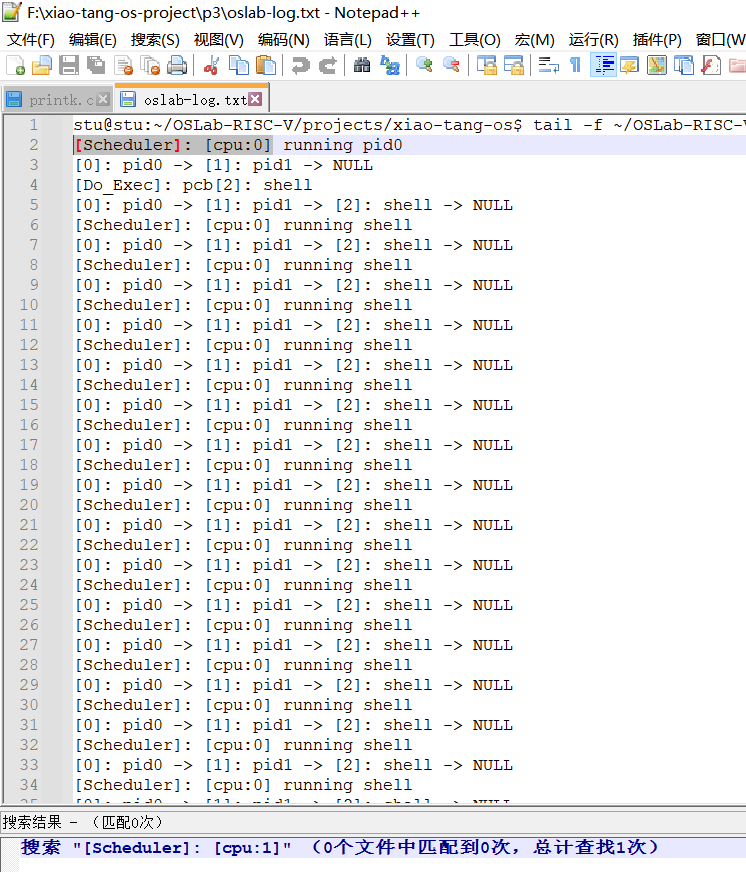 F:\xiao-tang-os-project\p3\oslab-log.txt - Notepad++
文件(F) 编辑(E) 搜索(S) 视图(V) 编码(N) 语言(L) 设置(T) 工具(O) 宏(M) 运行(R) 插件(P) 窗口(W
printk.c oslab-log.txt
1 stu@stu:~/OSLab-RISC-V/projects/xiao-tang-os$ tail -f ~/OSLab-RISC-V
2 [Scheduler]: [cpu:0] running pid0
3 [0]: pid0 -> [1]: pid1 -> NULL
4 [Do_Exec]: pcb[2]: shell
5 [0]: pid0 -> [1]: pid1 -> [2]: shell -> NULL
6 [Scheduler]: [cpu:0] running shell
7 [0]: pid0 -> [1]: pid1 -> [2]: shell -> NULL
8 [Scheduler]: [cpu:0] running shell
9 [0]: pid0 -> [1]: pid1 -> [2]: shell -> NULL
10 [Scheduler]: [cpu:0] running shell
11 [0]: pid0 -> [1]: pid1 -> [2]: shell -> NULL
12 [Scheduler]: [cpu:0] running shell
13 [0]: pid0 -> [1]: pid1 -> [2]: shell -> NULL
14 [Scheduler]: [cpu:0] running shell
15 [0]: pid0 -> [1]: pid1 -> [2]: shell -> NULL
16 [Scheduler]: [cpu:0] running shell
17 [0]: pid0 -> [1]: pid1 -> [2]: shell -> NULL
18 [Scheduler]: [cpu:0] running shell
19 [0]: pid0 -> [1]: pid1 -> [2]: shell -> NULL
20 [Scheduler]: [cpu:0] running shell
21 [0]: pid0 -> [1]: pid1 -> [2]: shell -> NULL
22 [Scheduler]: [cpu:0] running shell
23 [0]: pid0 -> [1]: pid1 -> [2]: shell -> NULL
24 [Scheduler]: [cpu:0] running shell
25 [0]: pid0 -> [1]: pid1 -> [2]: shell -> NULL
26 [Scheduler]: [cpu:0] running shell
27 [0]: pid0 -> [1]: pid1 -> [2]: shell -> NULL
28 [Scheduler]: [cpu:0] running shell
29 [0]: pid0 -> [1]: pid1 -> [2]: shell -> NULL
30 [Scheduler]: [cpu:0] running shell
31 [0]: pid0 -> [1]: pid1 -> [2]: shell -> NULL
32 [Scheduler]: [cpu:0] running shell
33 [0]: pid0 -> [1]: pid1 -> [2]: shell -> NULL
34 [Scheduler]: [cpu:0] running shell
35 [0]: pid0 -> [1]: pid1 -> [2]: shell -> NULL
搜索结果 - （匹配0次）
搜索 "[Scheduler]: [cpu:1]" （0个文件中匹配到0次，总计查找1次）